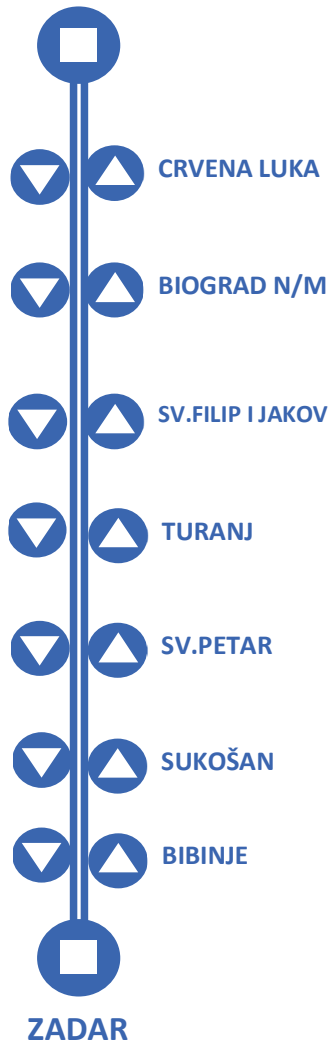 CRVENA LUKA
BIOGRAD N/M
SV.FILIP I JAKOV
TURANJ
SV.PETAR
SUKOŠAN
BIBINJE
ZADAR